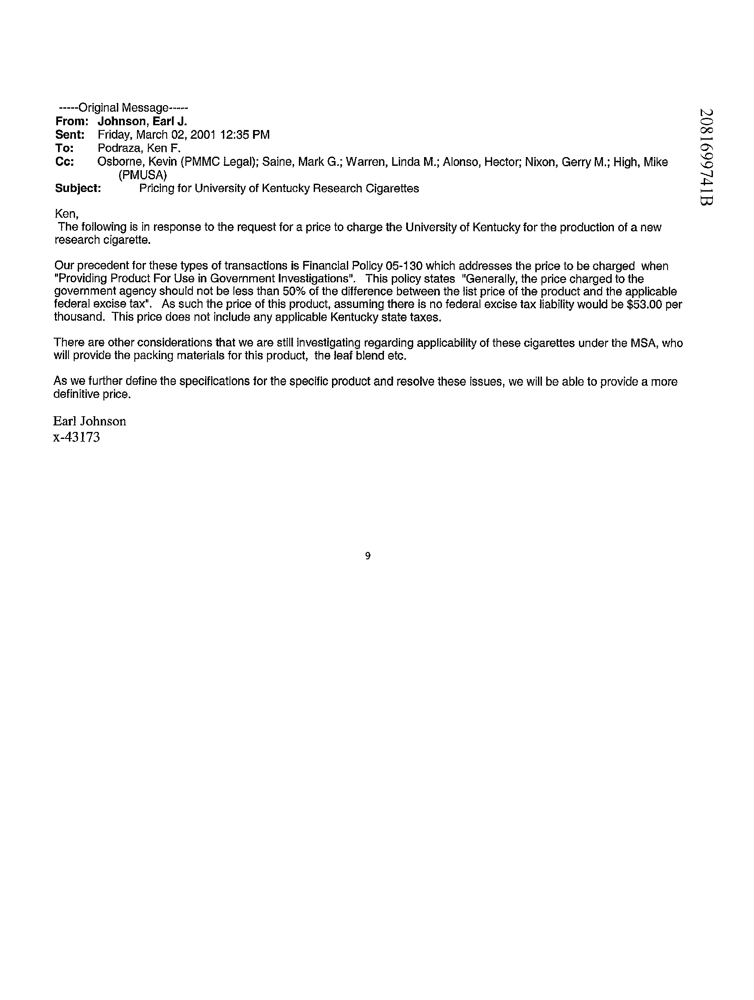 -----Original Message-----
From: Johnson, Earl J.
Sent: Friday, March 02, 2001 12:35 PM
To: Podraza, Ken F.
Cc: Osborne, Kevin (PMMC Legal); Saine, Mark G.; Warren, Linda M.; Alonso, Hector; Nixon, Gerry M.; High, Mike
(PMUSA)
Subject: Pricing for University of Kentucky Research Cigarettes
Ken,
The following is in response to the request for a price to charge the University of Kentucky for the production of a new
research cigarette.
Our precedent for these types of transactions is Financial Policy 05-130 which addresses the price to be charged when
"Providing Product For Use in Government Investigations". This policy states "Generally, the price charged to the
government agency should not be less than 50% of the difference between the list price of the product and the applicable
federal excise tax". As such the price of this product, assuming there is no federal excise tax liability would be $53.00 per
thousand. This price does not include any applicable Kentucky state taxes.
There are other considerations that we are still investigating regarding applicability of these cigarettes under the MSA, who
will provide the packing materials for this product, the leaf blend etc.
As we further define the specifications for the specific product and resolve these issues, we will be able to provide a more
definitive price.
Earl Johnson
x-43173
9
2081699741B